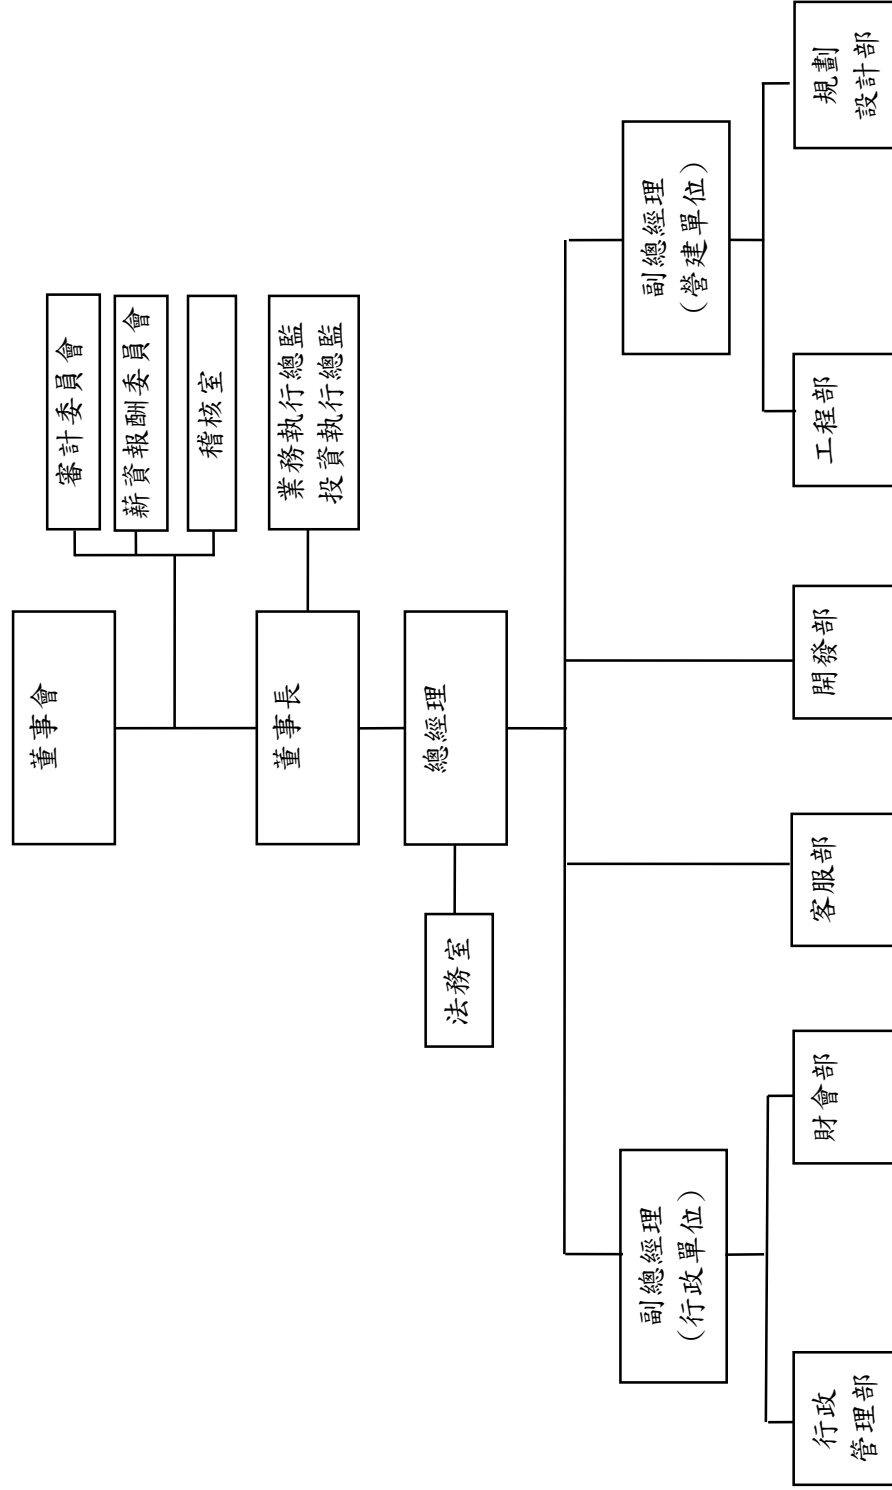 董事會
審計委員會
薪資報酬委員會
稽核室
董事長
業務執行總監
投資執行總監
總經理
法務室
副總經理
(行政單位)
副總經理
(營建單位)
行政
管理部
財會部
客服部
開發部
工程部
規劃
設計部